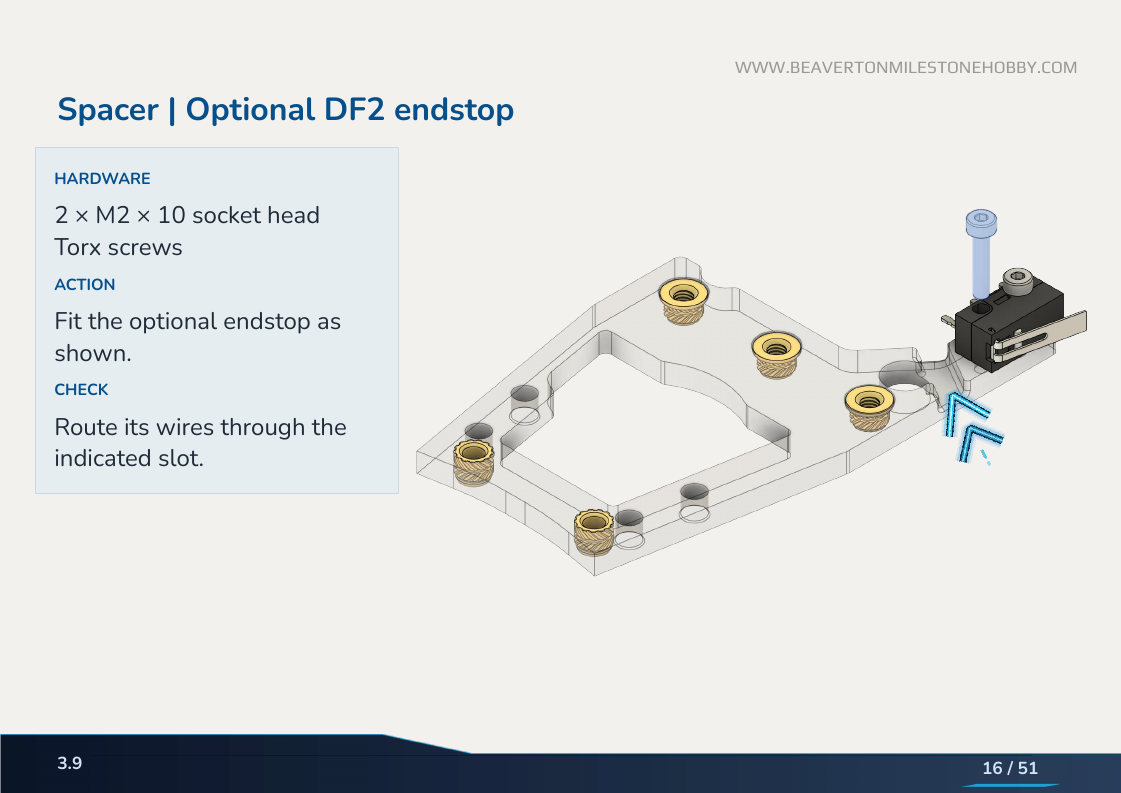 WWW.BEAVERTONMILESTONEHOBBY.COM
Spacer | Optional DF2 endstop
HARDWARE
2 × M2 × 10 socket head
Torx screws
ACTION
Fit the optional endstop as
shown.
CHECK
Route its wires through the
indicated slot.
3.9
16 / 51